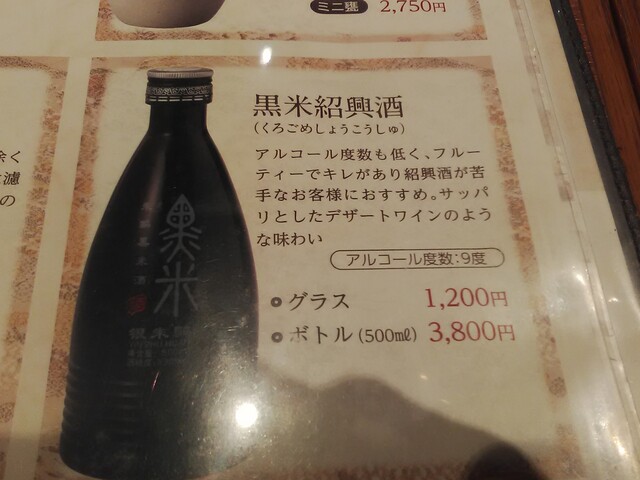 ミニ甕 2,750円
黒米紹興酒
(くろごめしょうこうしゅ)
アルコール度数も低く、フルー
ティーでキレがあり紹興酒が苦
手なお客様におすすめ。サッパ
リとしたデザートワインのよう
な味わい
アルコール度数:9度
グラス 1,200円
ボトル(500㎖) 3,800円
余く
濾
の
黒米